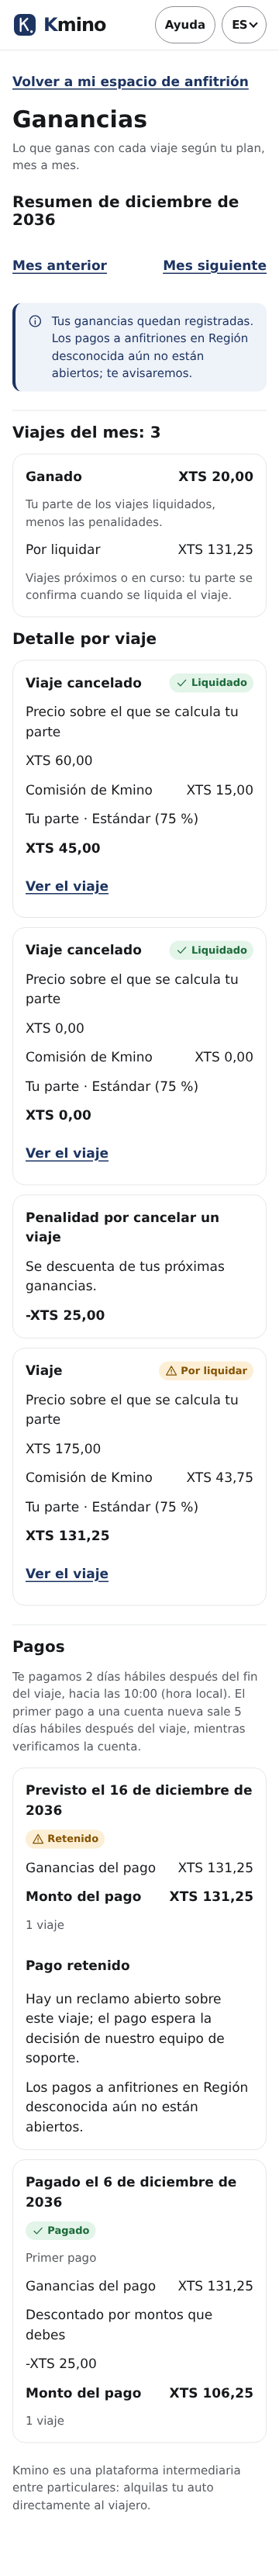 Kmino
Ayuda
ES
Volver a mi espacio de anfitrión
Ganancias
Lo que ganas con cada viaje según tu plan,
mes a mes.
Resumen de diciembre de
2036
Mes anterior
Mes siguiente
Tus ganancias quedan registradas.
Los pagos a anfitriones en Región
desconocida aún no están
abiertos; te avisaremos.
Viajes del mes: 3
Ganado XTS 20,00
Tu parte de los viajes liquidados,
menos las penalidades.
Por liquidar XTS 131,25
Viajes próximos o en curso: tu parte se
confirma cuando se liquida el viaje.
Detalle por viaje
Viaje cancelado Liquidado
Precio sobre el que se calcula tu
parte
XTS 60,00
Comisión de Kmino XTS 15,00
Tu parte · Estándar (75 %)
XTS 45,00
Ver el viaje
Viaje cancelado Liquidado
Precio sobre el que se calcula tu
parte
XTS 0,00
Comisión de Kmino XTS 0,00
Tu parte · Estándar (75 %)
XTS 0,00
Ver el viaje
Penalidad por cancelar un
viaje
Se descuenta de tus próximas
ganancias.
-XTS 25,00
Viaje Por liquidar
Precio sobre el que se calcula tu
parte
XTS 175,00
Comisión de Kmino XTS 43,75
Tu parte · Estándar (75 %)
XTS 131,25
Ver el viaje
Pagos
Te pagamos 2 días hábiles después del fin
del viaje, hacia las 10:00 (hora local). El
primer pago a una cuenta nueva sale 5
días hábiles después del viaje, mientras
verificamos la cuenta.
Previsto el 16 de diciembre de
2036
Retenido
Ganancias del pago XTS 131,25
Monto del pago XTS 131,25
1 viaje
Pago retenido
Hay un reclamo abierto sobre
este viaje; el pago espera la
decisión de nuestro equipo de
soporte.
Los pagos a anfitriones en Región
desconocida aún no están
abiertos.
Pagado el 6 de diciembre de
2036
Pagado
Primer pago
Ganancias del pago XTS 131,25
Descontado por montos que
debes
-XTS 25,00
Monto del pago XTS 106,25
1 viaje
Kmino es una plataforma intermediaria
entre particulares: alquilas tu auto
directamente al viajero.